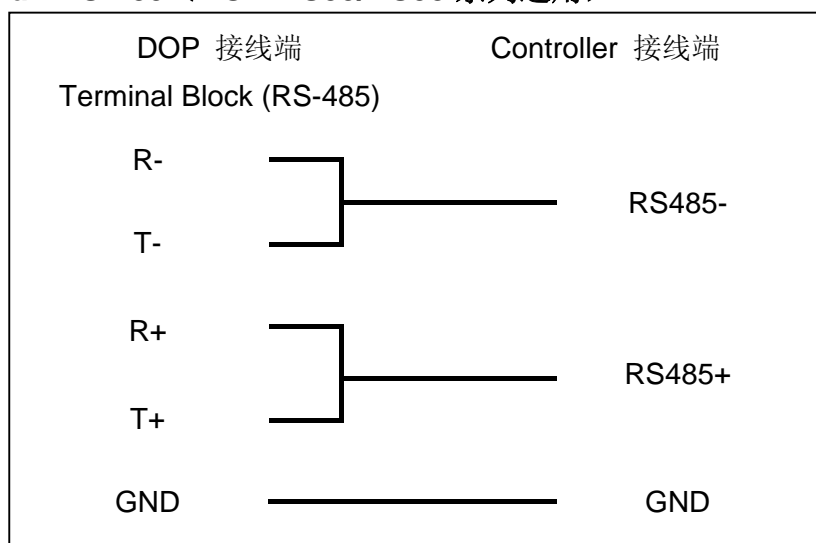 DOP 接线端 Controller 接线端
Terminal Block (RS-485)
R-
RS485-
T-
R+
RS485+
T+
GND GND